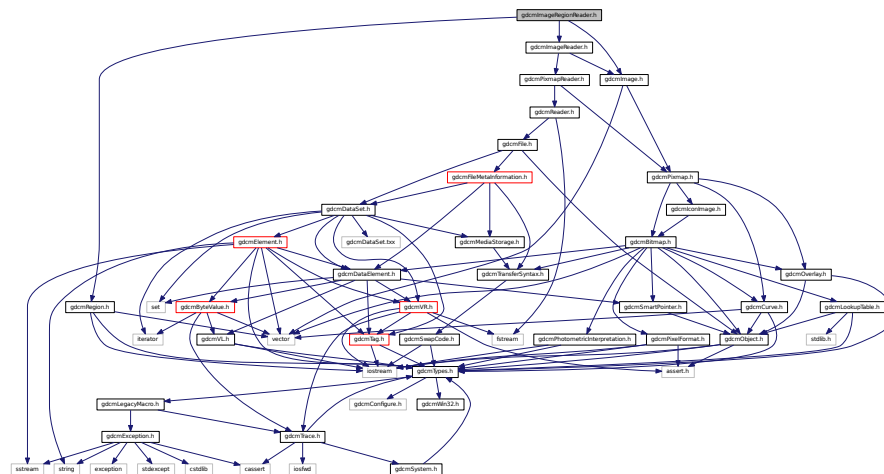 gdcmImageRegionReader.h
gdcmImageReader.h
gdcmPixmapReader.h
gdcmImage.h
gdcmReader.h
gdcmFile.h
gdcmFileMetaInformation.h
gdcmPixmap.h
gdcmDataSet.h
gdcmIconImage.h
gdcmElement.h
gdcmDataSet.txx
gdcmMediaStorage.h
gdcmBitmap.h
gdcmDataElement.h
gdcmTransferSyntax.h
gdcmOverlay.h
gdcmRegion.h
set
gdcmByteValue.h
gdcmVR.h
gdcmSmartPointer.h
gdcmCurve.h
gdcmLookupTable.h
iterator
gdcmVL.h
vector
gdcmTag.h
gdcmSwapCode.h
fstream
gdcmPhotometricInterpretation.h
gdcmPixelFormat.h
gdcmObject.h
stdlib.h
iostream
gdcmTypes.h
assert.h
gdcmLegacyMacro.h
gdcmConfigure.h
gdcmWin32.h
gdcmException.h
gdcmTrace.h
sstream
string
exception
stdexcept
cstdlib
cassert
iosfwd
gdcmSystem.h